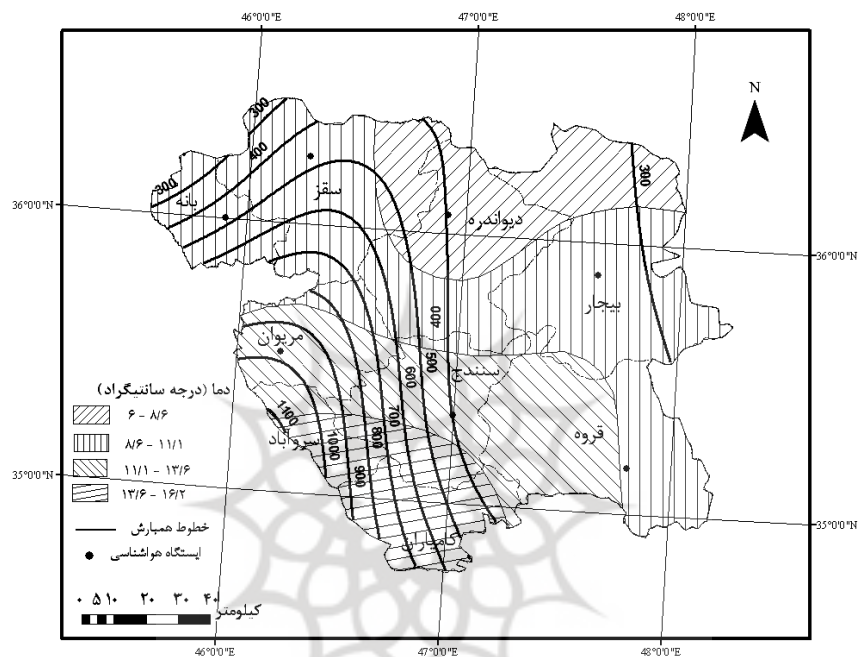 46°0'0"E 47°0'0"E 48°0'0"E
N
300
400
300
سقز
بانه
36°0'0"N
دیواندره
300
36°0'0"N
بیجار
400
مریوان
500
سنندج
600
دما (درجه سانتیگراد)
۶ - ۸/۶
1100
700
سروآباد
قروه
۸/۶ - ۱۱/۱
1000
800
۱۱/۱ - ۱۳/۶
35°0'0"N
900
۱۳/۶ - ۱۶/۲
خطوط همبارش
35°0'0"N
ایستگاه هواشناسی
کامیاران
۰ ۵ ۱۰ ۲۰ ۳۰ ۴۰
کیلومتر
46°0'0"E 47°0'0"E 48°0'0"E